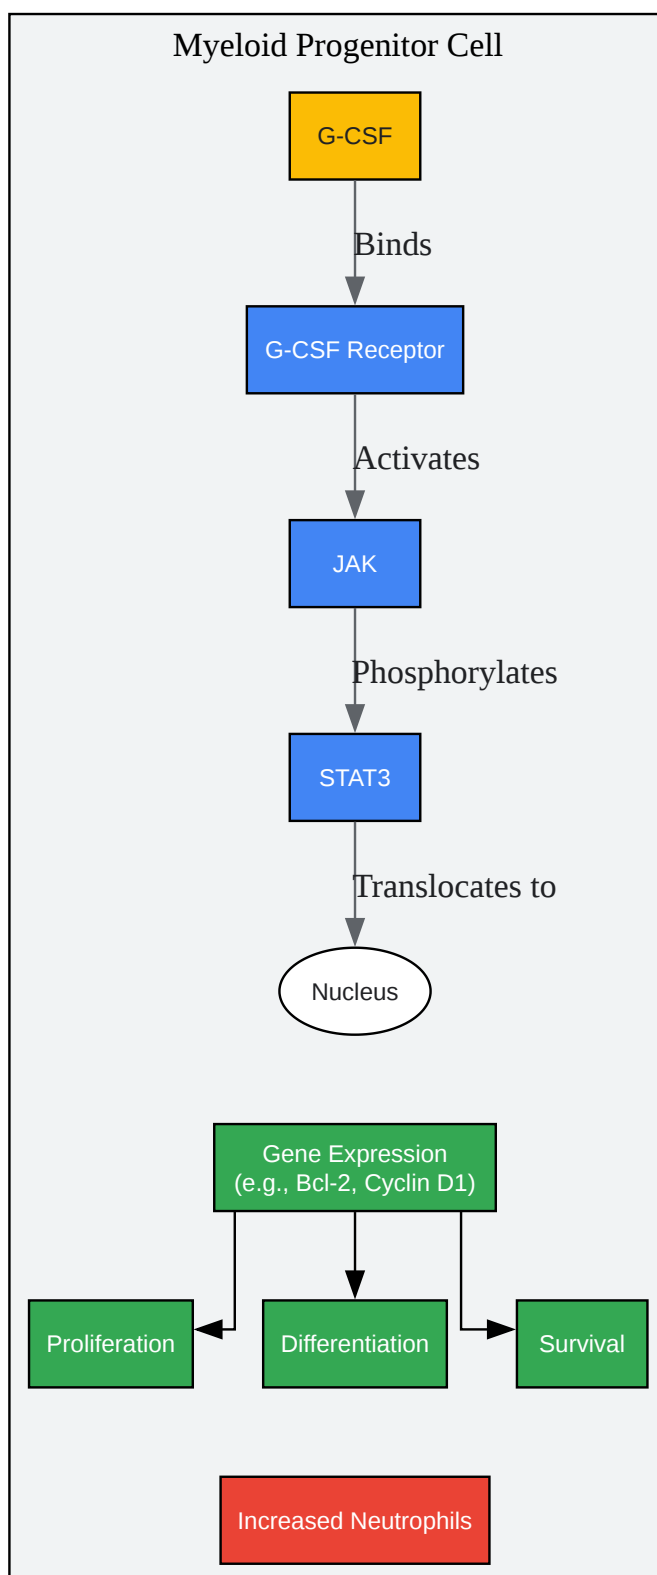 Myeloid Progenitor Cell
G-CSF
Binds
G-CSF Receptor
Activates
JAK
Phosphorylates
STAT3
Translocates to
Nucleus
Gene Expression
(e.g., Bcl-2, Cyclin D1)
Proliferation
Differentiation
Survival
Increased Neutrophils